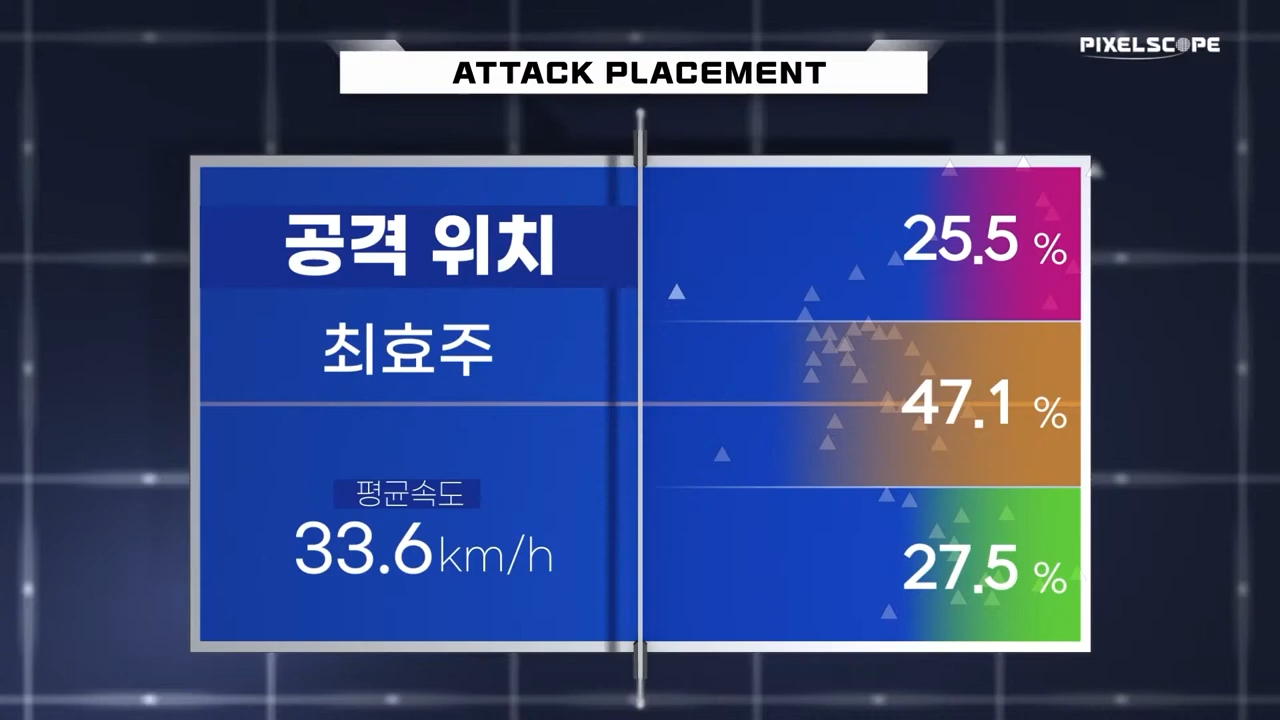 PIXELSCOPE
ATTACK PLACEMENT
공격 위치
최효주
평균속도
33.6km/h
25.5 %
47.1 %
27.5 %